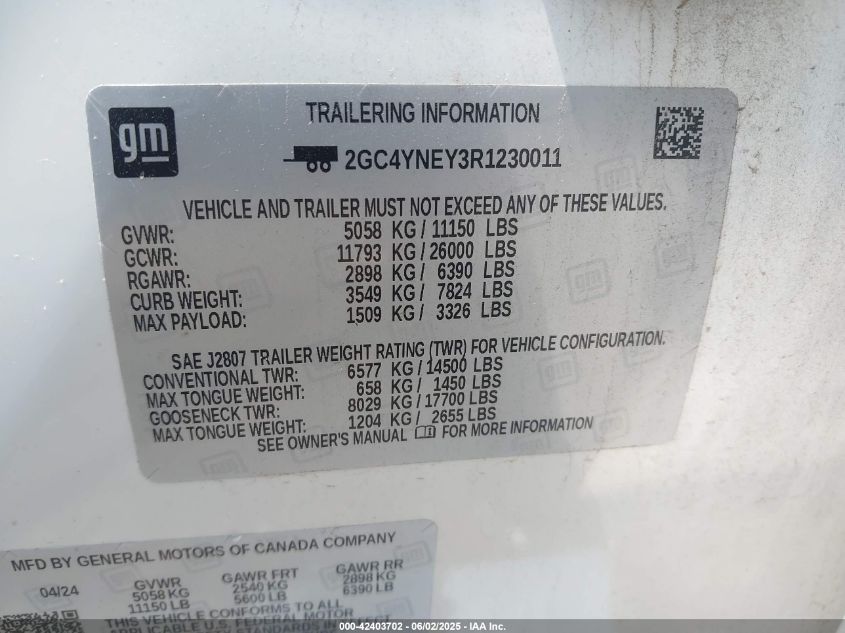 gm
TRAILERING INFORMATION
2GC4YNEY3R1230011
VEHICLE AND TRAILER MUST NOT EXCEED ANY OF THESE VALUES.
GVWR: 5058 KG / 11150 LBS
GCWR: 11793 KG / 26000 LBS
RGAWR: 2898 KG / 6390 LBS
CURB WEIGHT: 3549 KG / 7824 LBS
MAX PAYLOAD: 1509 KG / 3326 LBS
SAE J2807 TRAILER WEIGHT RATING (TWR) FOR VEHICLE CONFIGURATION.
CONVENTIONAL TWR: 6577 KG / 14500 LBS
MAX TONGUE WEIGHT: 658 KG / 1450 LBS
GOOSENECK TWR: 8029 KG / 17700 LBS
MAX TONGUE WEIGHT: 1204 KG / 2655 LBS
SEE OWNER'S MANUAL FOR MORE INFORMATION
MFD BY GENERAL MOTORS OF CANADA COMPANY
04/24 GVWR GAWR FRT GAWR RR
5058 KG 2540 KG 2898 KG
11150 LB 5600 LB 6390 LB
THIS VEHICLE CONFORMS TO ALL
APPLICABLE U.S. FEDERAL MOTOR
000-42403702 - 06/02/2025 - IAA Inc.